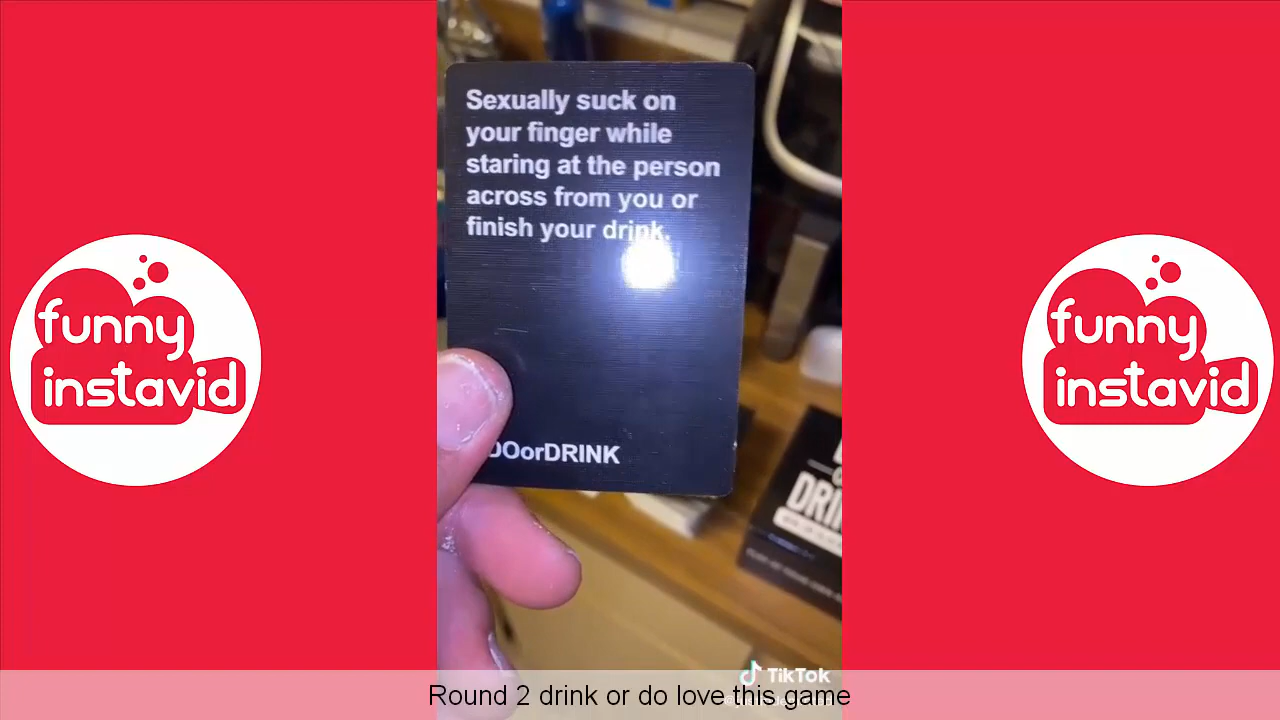 Sexually suck on
your finger while
staring at the person
across from you or
finish your drink.
OorDRINK
funny
instavid
funny
instavid
TikTok
Round 2 drink or do love this game